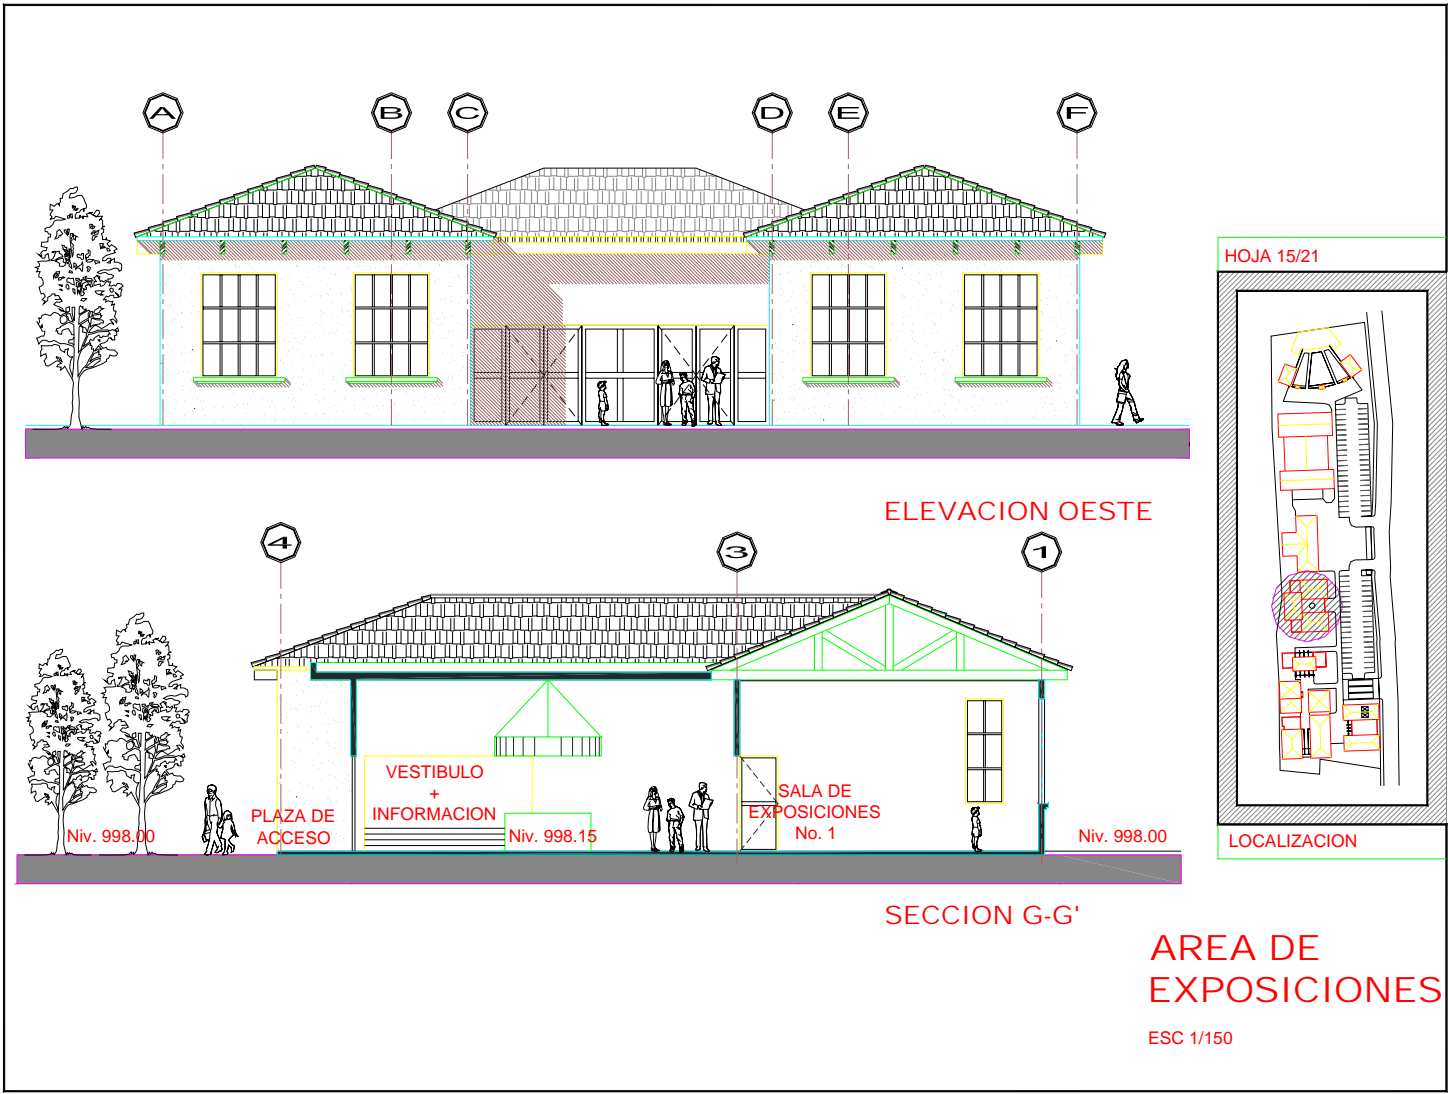 A B C D E F
HOJA 15/21
ELEVACION OESTE
4 3 1
VESTIBULO
+
INFORMACION
PLAZA DE
ACCESO
SALA DE
EXPOSICIONES
No. 1
Niv. 998.00
Niv. 998.15
Niv. 998.00
LOCALIZACION
SECCION G-G'
AREA DE
EXPOSICIONES
ESC 1/150